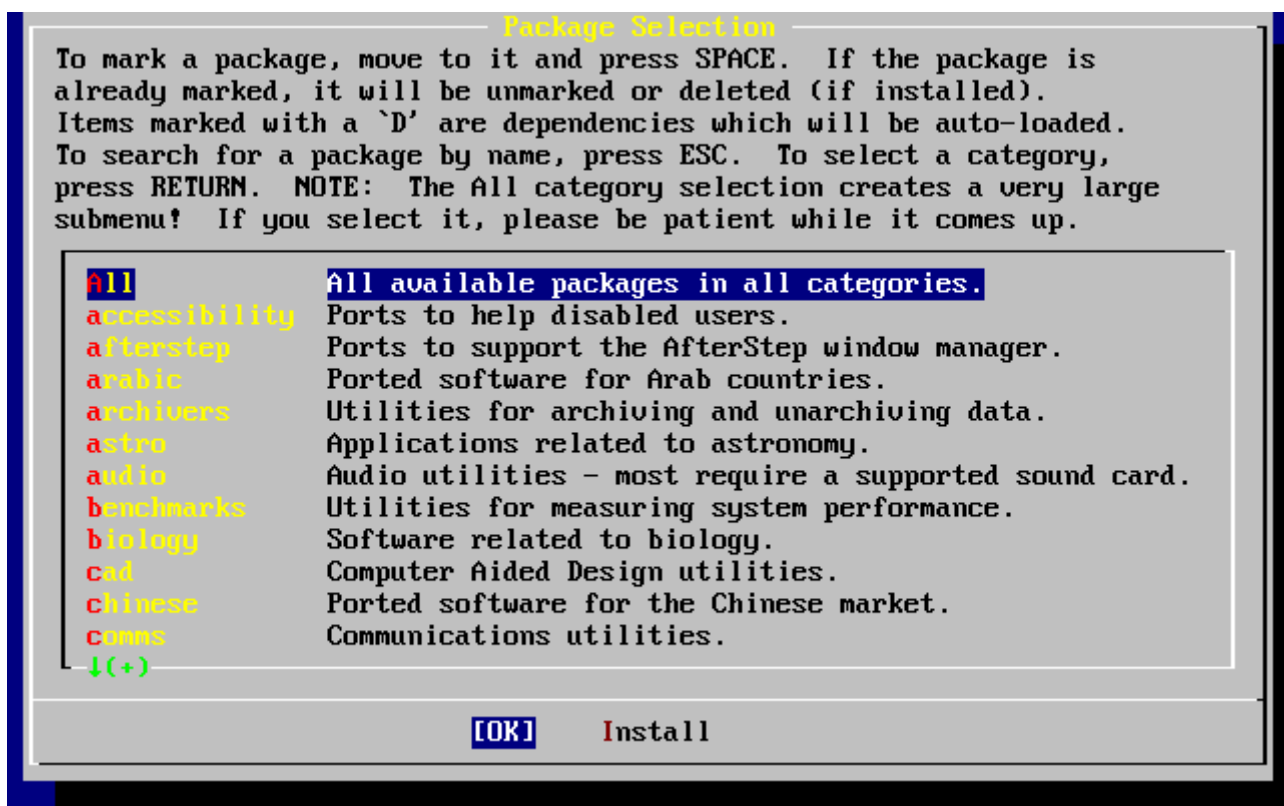 Package Selection
To mark a package, move to it and press SPACE.  If the package is
already marked, it will be unmarked or deleted (if installed).
Items marked with a `D' are dependencies which will be auto-loaded.
To search for a package by name, press ESC.  To select a category,
press RETURN.  NOTE:  The All category selection creates a very large
submenu!  If you select it, please be patient while it comes up.
All All available packages in all categories.
accessibility Ports to help disabled users.
afterstep Ports to support the AfterStep window manager.
arabic Ported software for Arab countries.
archivers Utilities for archiving and unarchiving data.
astro Applications related to astronomy.
audio Audio utilities - most require a supported sound card.
benchmarks Utilities for measuring system performance.
biology Software related to biology.
cad Computer Aided Design utilities.
chinese Ported software for the Chinese market.
comms Communications utilities.
↓(+)
[OK] Install